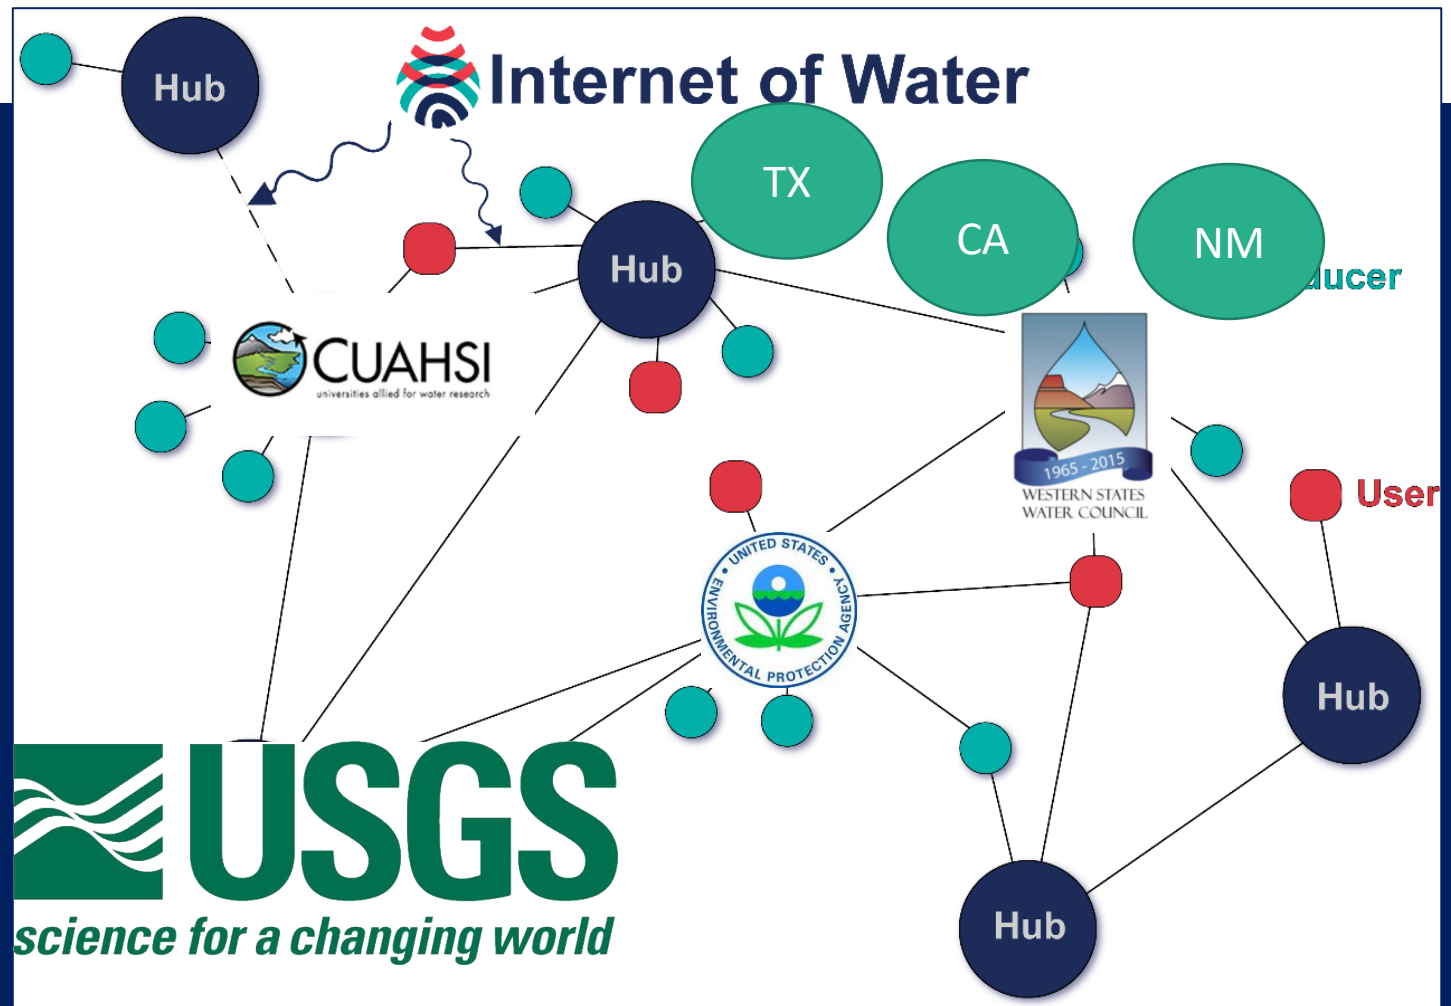 Hub
Internet of Water
TX
CA
NM
Hub
ducer
CUAHSI
universities allied for water research
1965 - 2015
WESTERN STATES
WATER COUNCIL
User
UNITED STATES
ENVIRONMENTAL PROTECTION AGENCY
Hub
USGS
science for a changing world
Hub